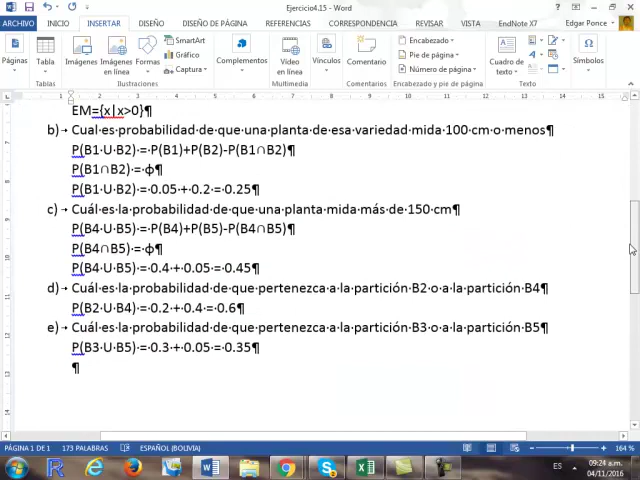 Ejercicio4.15 - Word
ARCHIVO INICIO INSERTAR DISEÑO DISEÑO DE PÁGINA REFERENCIAS CORRESPONDENCIA REVISAR VISTA EndNote X7 Edgar Ponce
Páginas
Tabla
Imágenes
Imágenes en línea
Formas
SmartArt
Gráfico
Captura
Complementos
Vídeo en línea
Vínculos
Comentario
Encabezado
Pie de página
Número de página
Cuadro de texto
Símbolos
Tablas Ilustraciones Multimedia Comentarios Encabezado y pie de página Texto
EM={x|x>0}¶
b) Cual·es·probabilidad·de·que·una·planta·de·esa·variedad·mida·100·cm·o·menos¶
P(B1·U·B2)·=·P(B1)+P(B2)-P(B1∩B2)¶
P(B1∩B2)·=·ϕ¶
P(B1·U·B2)·=·0.05·+·0.2·=·0.25¶
c) Cuál·es·la·probabilidad·de·que·una·planta·mida·más·de·150·cm¶
P(B4·U·B5)·=·P(B4)+P(B5)-P(B4∩B5)¶
P(B4∩B5)·=·ϕ¶
P(B4·U·B5)·=·0.4·+·0.05·=·0.45¶
d) Cuál·es·la·probabilidad·de·que·pertenezca·a·la·partición·B2·o·a·la·partición·B4¶
P(B2·U·B4)·=·0.2·+·0.4·=·0.6¶
e) Cuál·es·la·probabilidad·de·que·pertenezca·a·la·partición·B3·o·a·la·partición·B5¶
P(B3·U·B5)·=·0.3·+·0.05·=·0.35¶
¶
PÁGINA 1 DE 1 173 PALABRAS ESPAÑOL (BOLIVIA) 164 %
ES 09:24 a.m.
04/11/2016